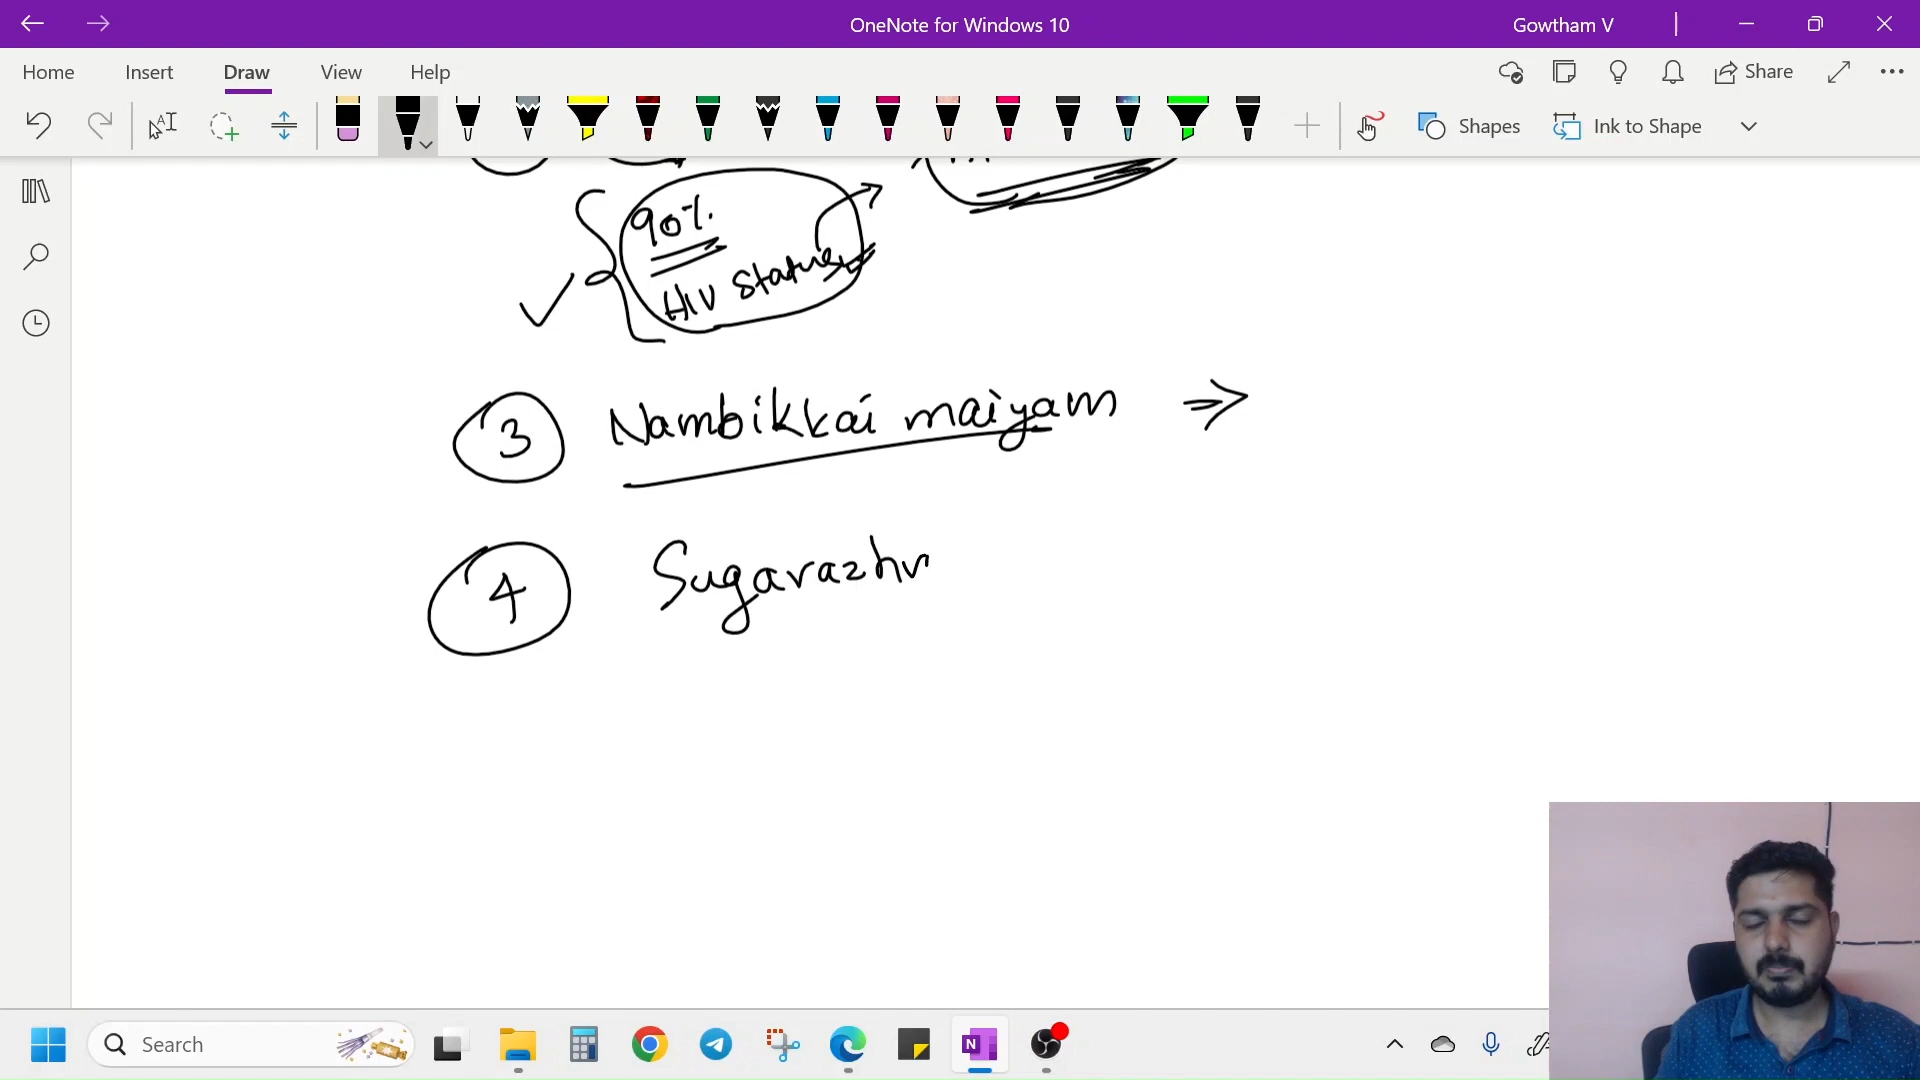 OneNote for Windows 10
Gowtham V
Home Insert Draw View Help
Share
Shapes
Ink to Shape
90%
HIV status
3 Nambikkai maiyam ⇒
4 Sugavazhv
Search